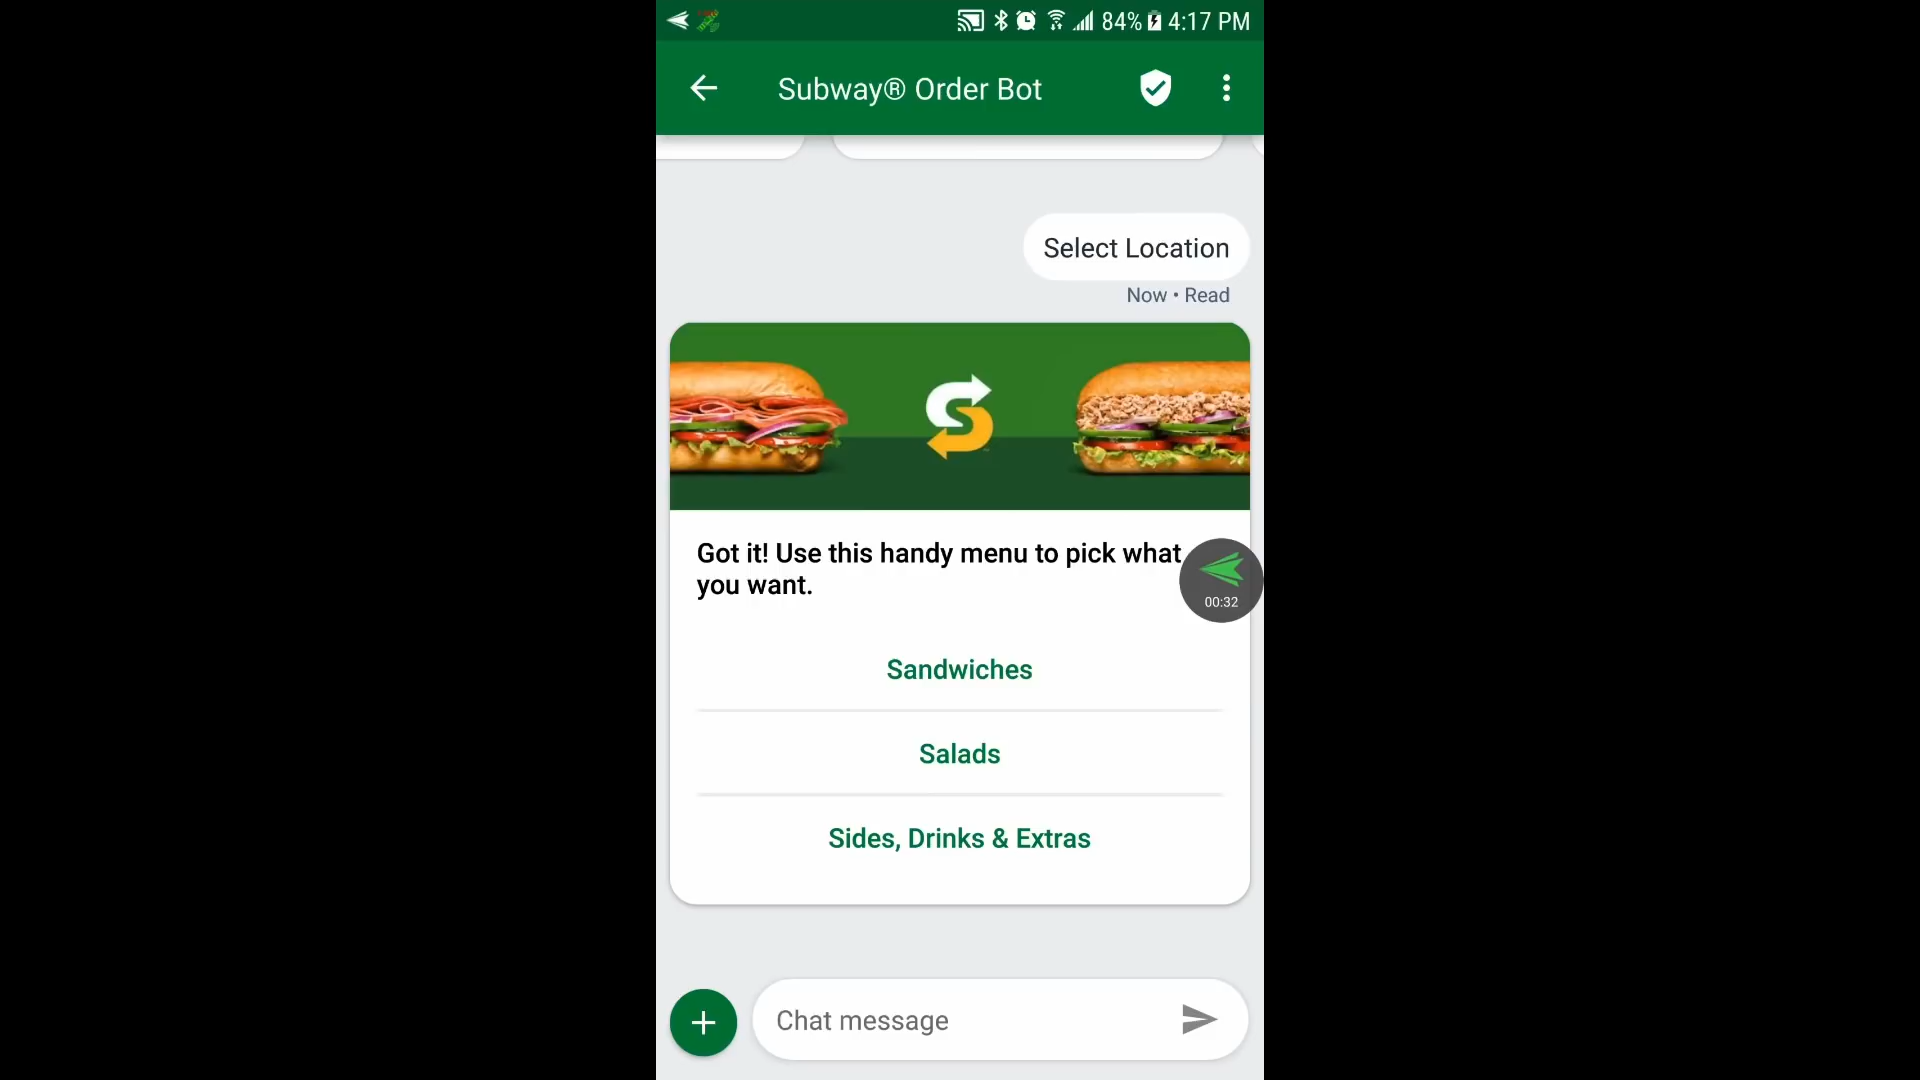 84% 4:17 PM
Subway® Order Bot
Select Location
Now • Read
Got it! Use this handy menu to pick what
you want.
00:32
Sandwiches
Salads
Sides, Drinks & Extras
Chat message